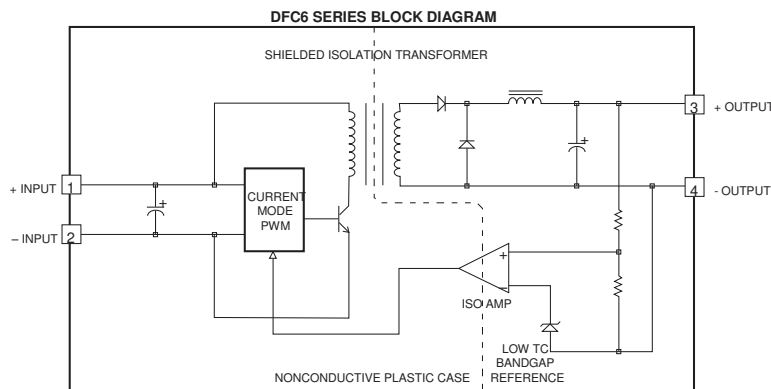 DFC6 SERIES BLOCK DIAGRAM
SHIELDED ISOLATION TRANSFORMER
3
+ OUTPUT
+
+ INPUT
1
4
- OUTPUT
+
CURRENT
MODE
PWM
– INPUT
2
+
–
ISO AMP
LOW TC
BANDGAP
REFERENCE
NONCONDUCTIVE PLASTIC CASE